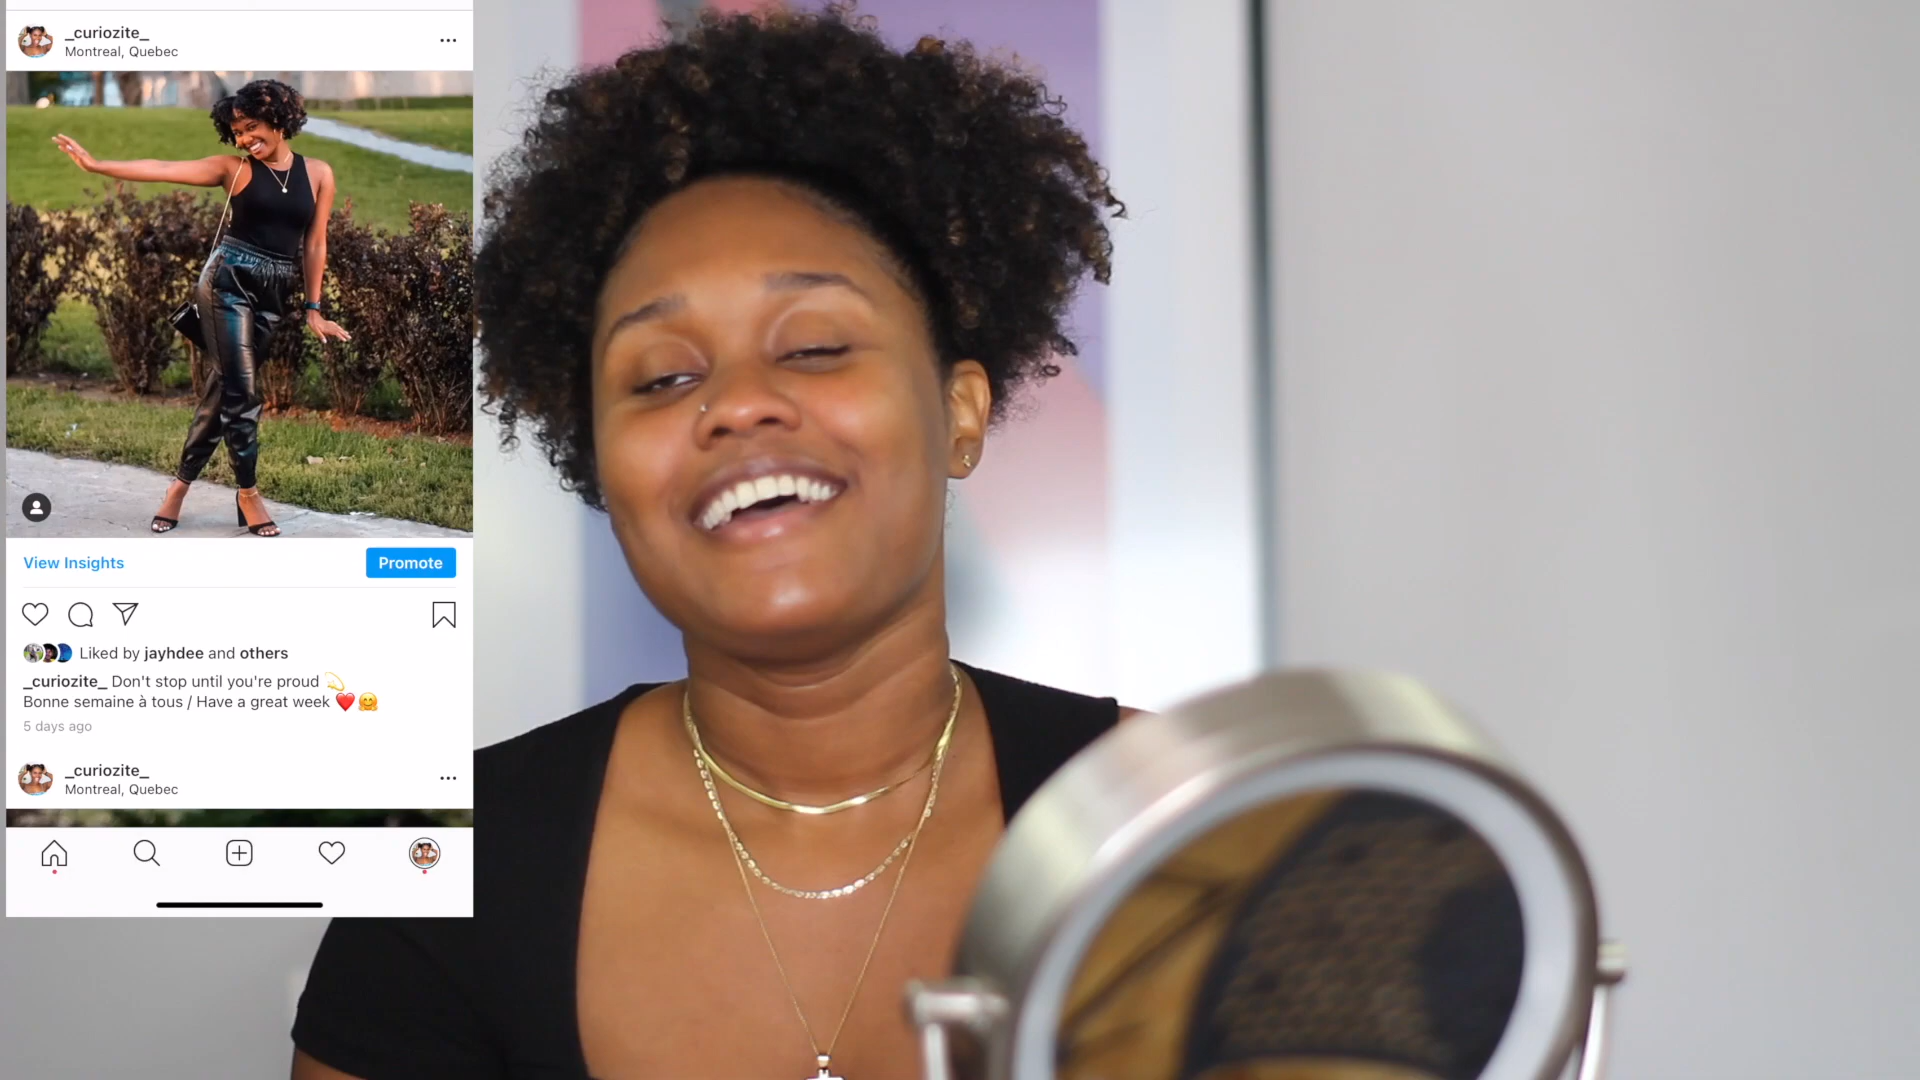 _curiozite_
Montreal, Quebec
View Insights
Promote
Liked by jayhdee and others
_curiozite_ Don't stop until you're proud 💫
Bonne semaine à tous / Have a great week ❤️🤗
5 days ago
_curiozite_
Montreal, Quebec